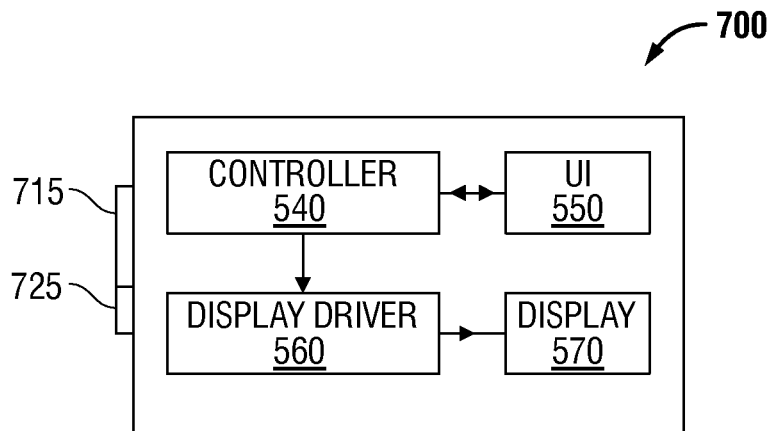 700
715
CONTROLLER
540
UI
550
725
DISPLAY DRIVER
560
DISPLAY
570